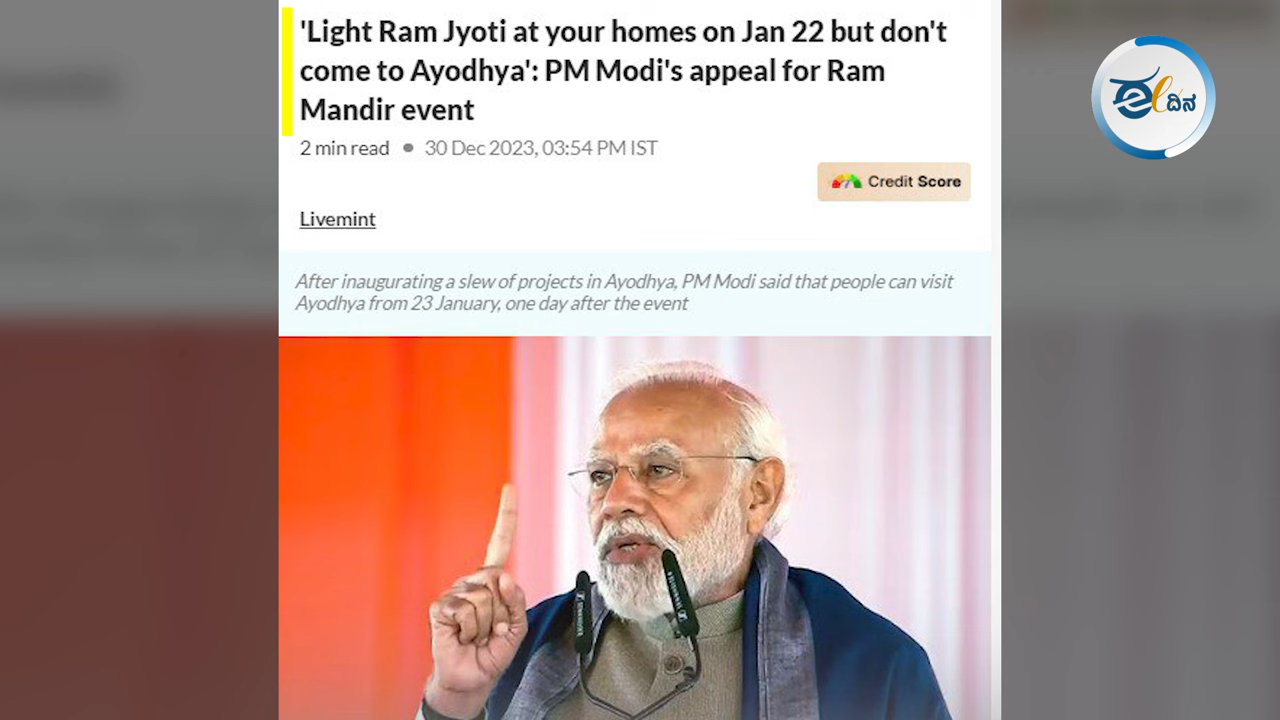 'Light Ram Jyoti at your homes on Jan 22 but don't
come to Ayodhya': PM Modi's appeal for Ram
Mandir event
2 min read • 30 Dec 2023, 03:54 PM IST
Credit Score
Livemint
After inaugurating a slew of projects in Ayodhya, PM Modi said that people can visit
Ayodhya from 23 January, one day after the event
ದಿನ